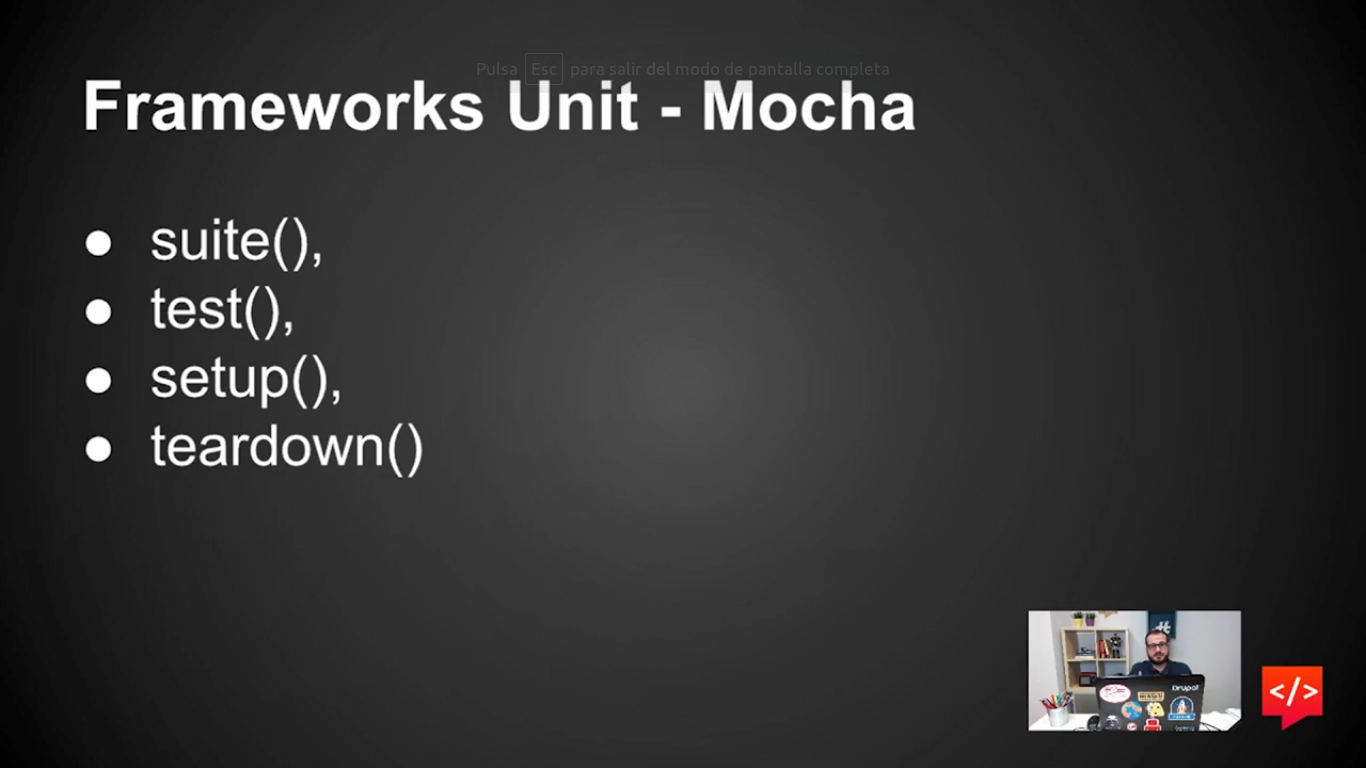 Pulsa Esc para salir del modo de pantalla completa
Frameworks Unit - Mocha
● suite(),
● test(),
● setup(),
● teardown()
Drupal
</>